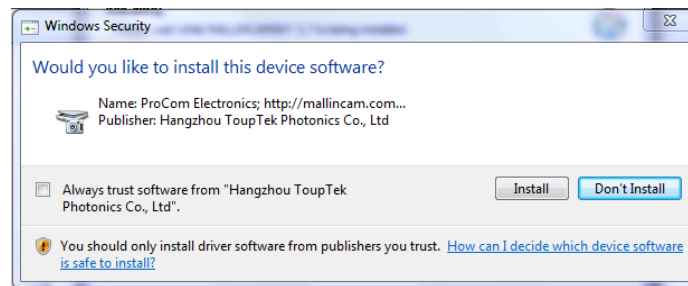 Windows Security
Would you like to install this device software?
Name: ProCom Electronics; http://mallincam.com...
Publisher: Hangzhou ToupTek Photonics Co., Ltd
Always trust software from "Hangzhou ToupTek
Photonics Co., Ltd".
Install
Don't Install
You should only install driver software from publishers you trust. How can I decide which device software
is safe to install?